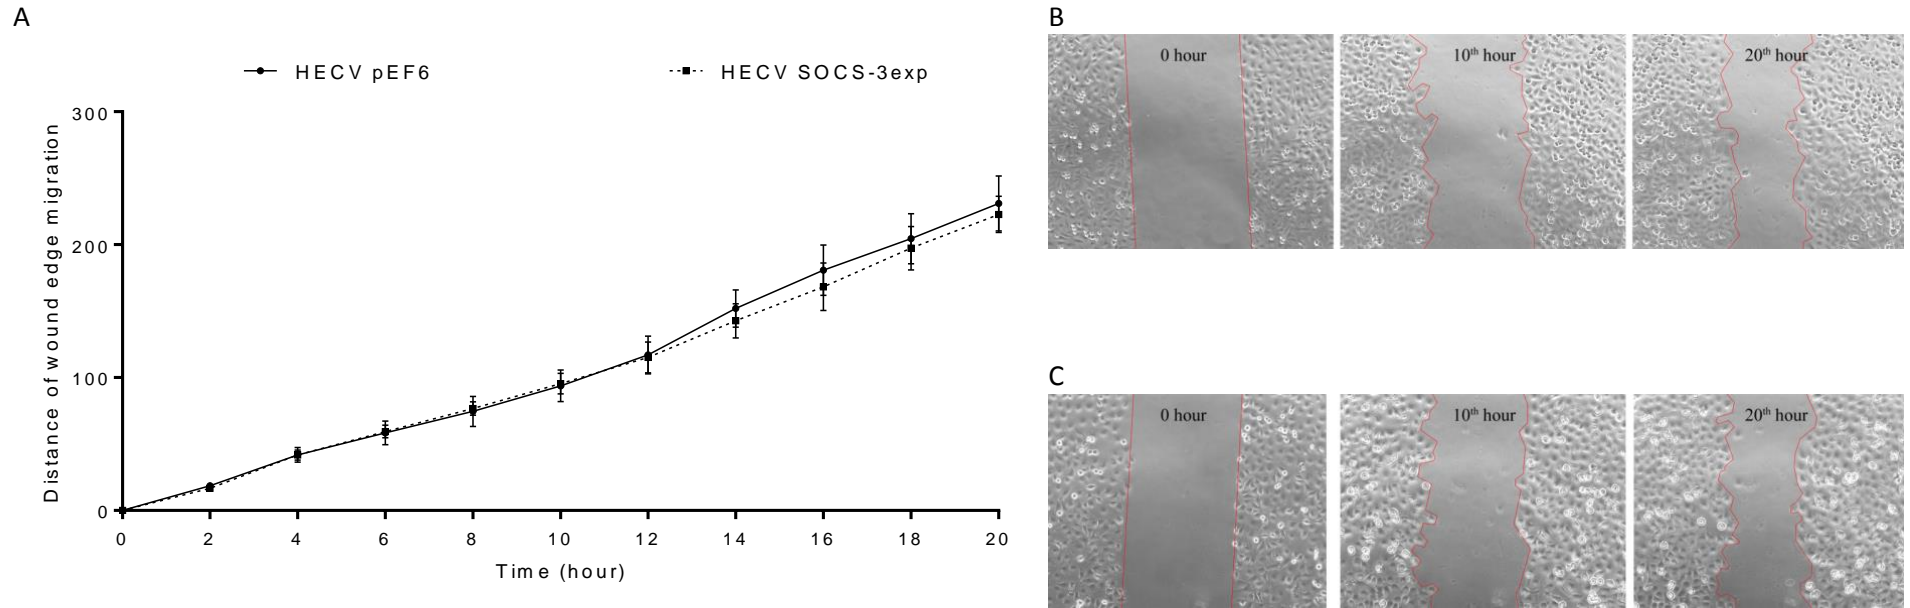 A
HECV pEF6
HECV SOCS-3exp
Distance of wound edge migration
300
200
100
0
0 2 4 6 8 10 12 14 16 18 20
Time (hour)
B
0 hour
10th hour
20th hour
C
0 hour
10th hour
20th hour